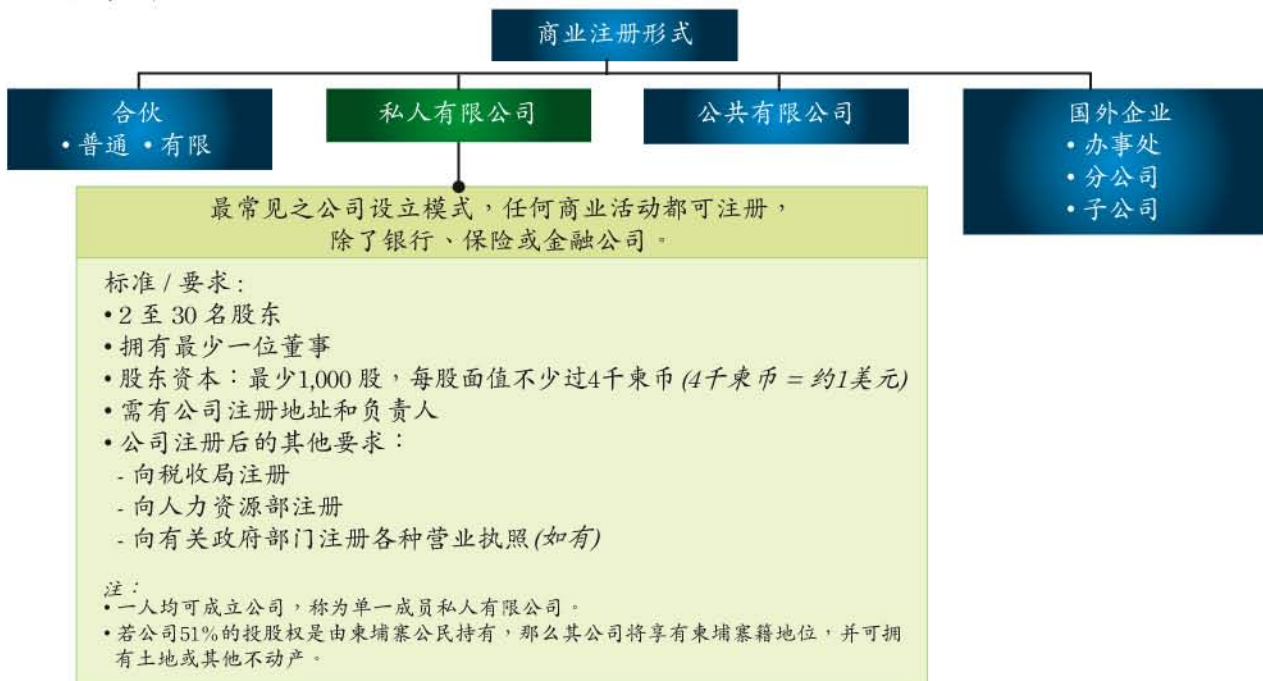 商业注册形式
合伙
• 普通 • 有限
私人有限公司
公共有限公司
国外企业
• 办事处
• 分公司
• 子公司
最常见之公司设立模式，任何商业活动都可注册，
除了银行、保险或金融公司。
标准 / 要求 :
• 2 至 30 名股东
• 拥有最少一位董事
• 股东资本：最少1,000 股，每股面值不少过4千柬币 (4千柬币 = 约1美元)
• 需有公司注册地址和负责人
• 公司注册后的其他要求：
- 向税收局注册
- 向人力资源部注册
- 向有关政府部门注册各种营业执照(如有)
注：
• 一人均可成立公司，称为单一成员私人有限公司。
• 若公司51%的投股权是由柬埔寨公民持有，那么其公司将享有柬埔寨籍地位，并可拥
有土地或其他不动产。